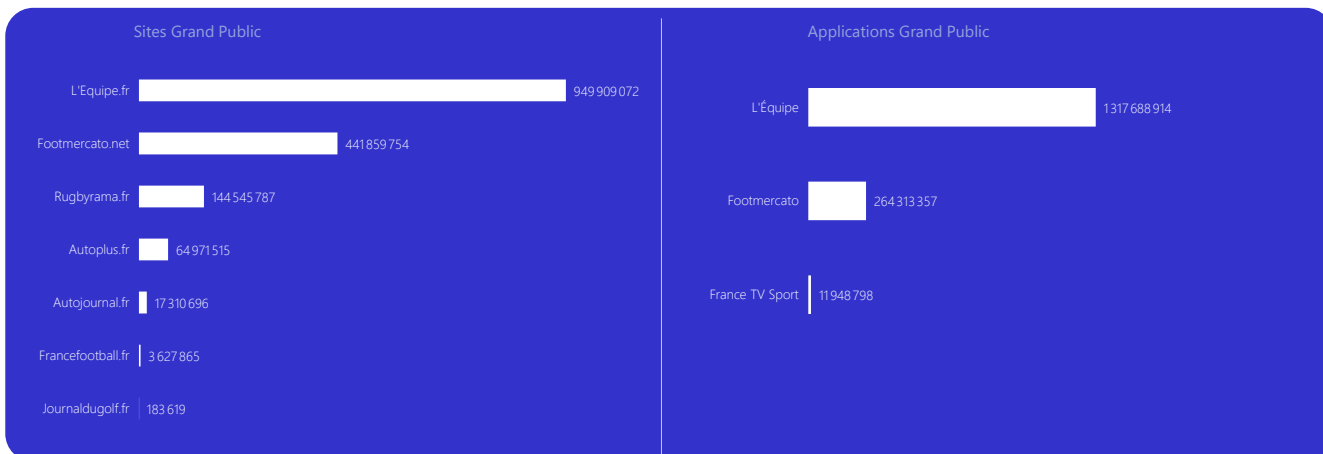 Sites Grand Public
L'Equipe.fr 949 909 072
Footmercato.net 441 859 754
Rugbyrama.fr 144 545 787
Autoplus.fr 64 971 515
Autojournal.fr 17 310 696
Francefootball.fr 3 627 865
Journaldugolf.fr 183 619
Applications Grand Public
L'Équipe 1 317 688 914
Footmercato 264 313 357
France TV Sport 11 948 798